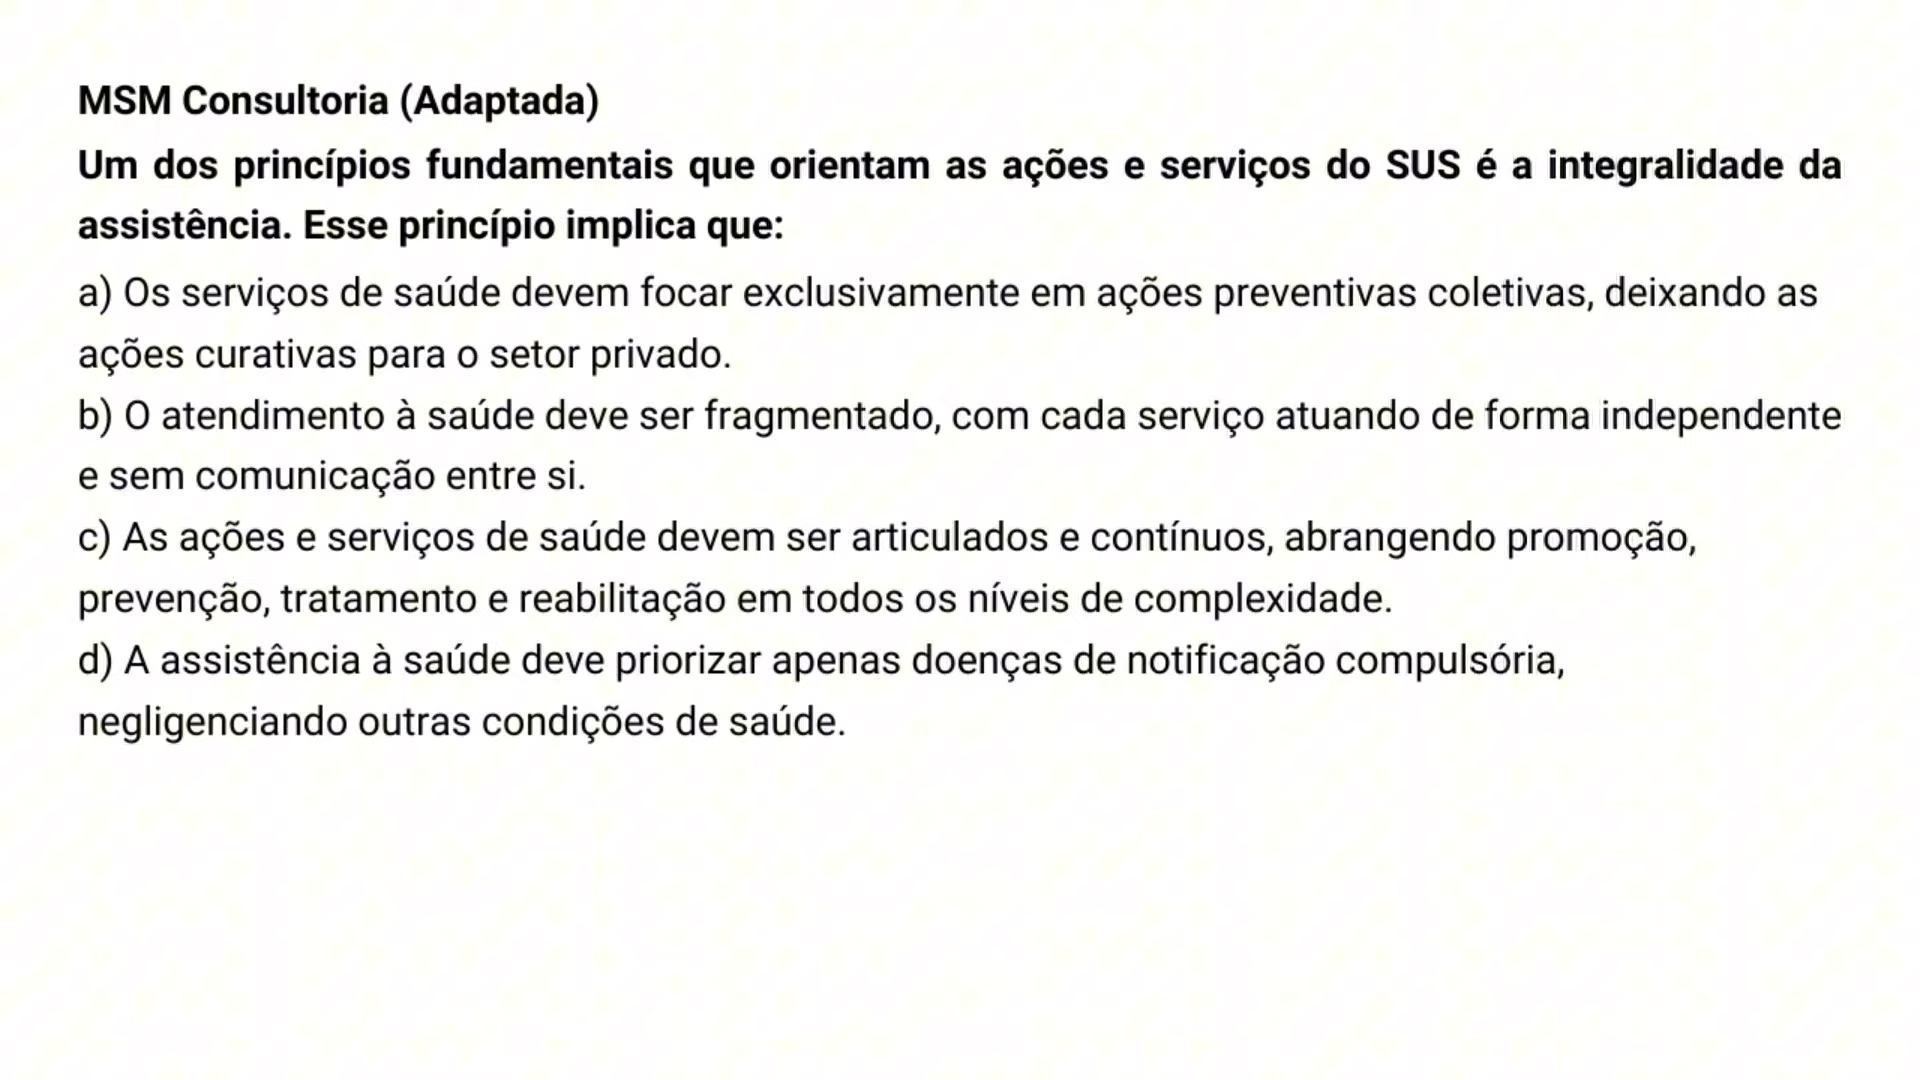 MSM Consultoria (Adaptada)
Um dos princípios fundamentais que orientam as ações e serviços do SUS é a integralidade da
assistência. Esse princípio implica que:
a) Os serviços de saúde devem focar exclusivamente em ações preventivas coletivas, deixando as
ações curativas para o setor privado.
b) O atendimento à saúde deve ser fragmentado, com cada serviço atuando de forma independente
e sem comunicação entre si.
c) As ações e serviços de saúde devem ser articulados e contínuos, abrangendo promoção,
prevenção, tratamento e reabilitação em todos os níveis de complexidade.
d) A assistência à saúde deve priorizar apenas doenças de notificação compulsória,
negligenciando outras condições de saúde.